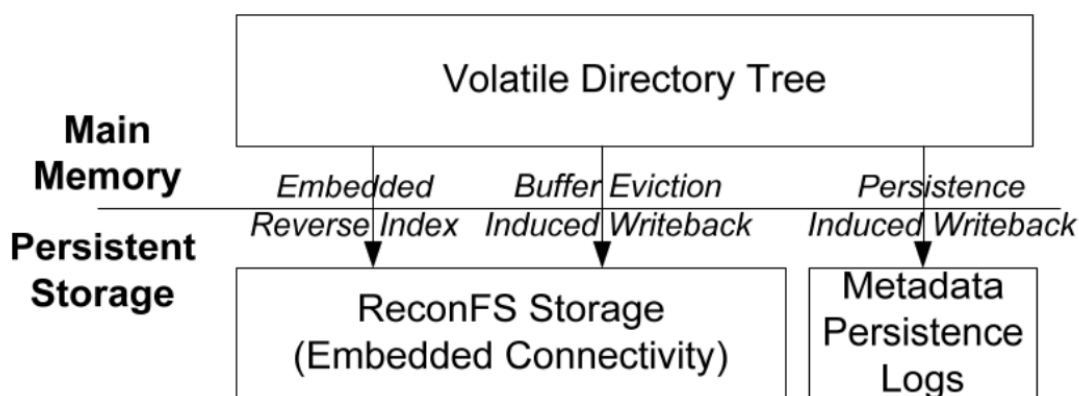 Volatile Directory Tree
Main
Memory
Embedded
Reverse Index
Buffer Eviction
Induced Writeback
Persistence
Induced Writeback
Persistent
Storage
ReconFS Storage
(Embedded Connectivity)
Metadata
Persistence
Logs